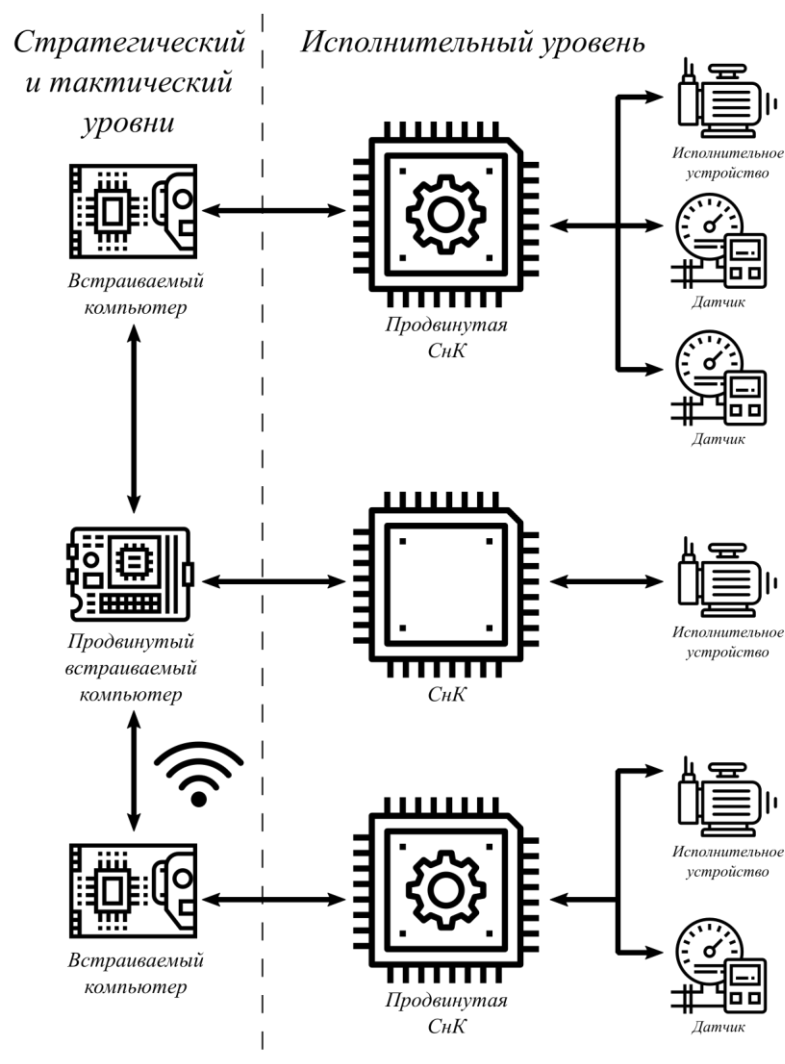 Стратегический
и тактический
уровни
Исполнительный уровень
Встраиваемый
компьютер
Продвинутая
СнК
Исполнительное
устройство
Датчик
Датчик
Продвинутый
встраиваемый
компьютер
СнК
Исполнительное
устройство
Встраиваемый
компьютер
Продвинутая
СнК
Исполнительное
устройство
Датчик